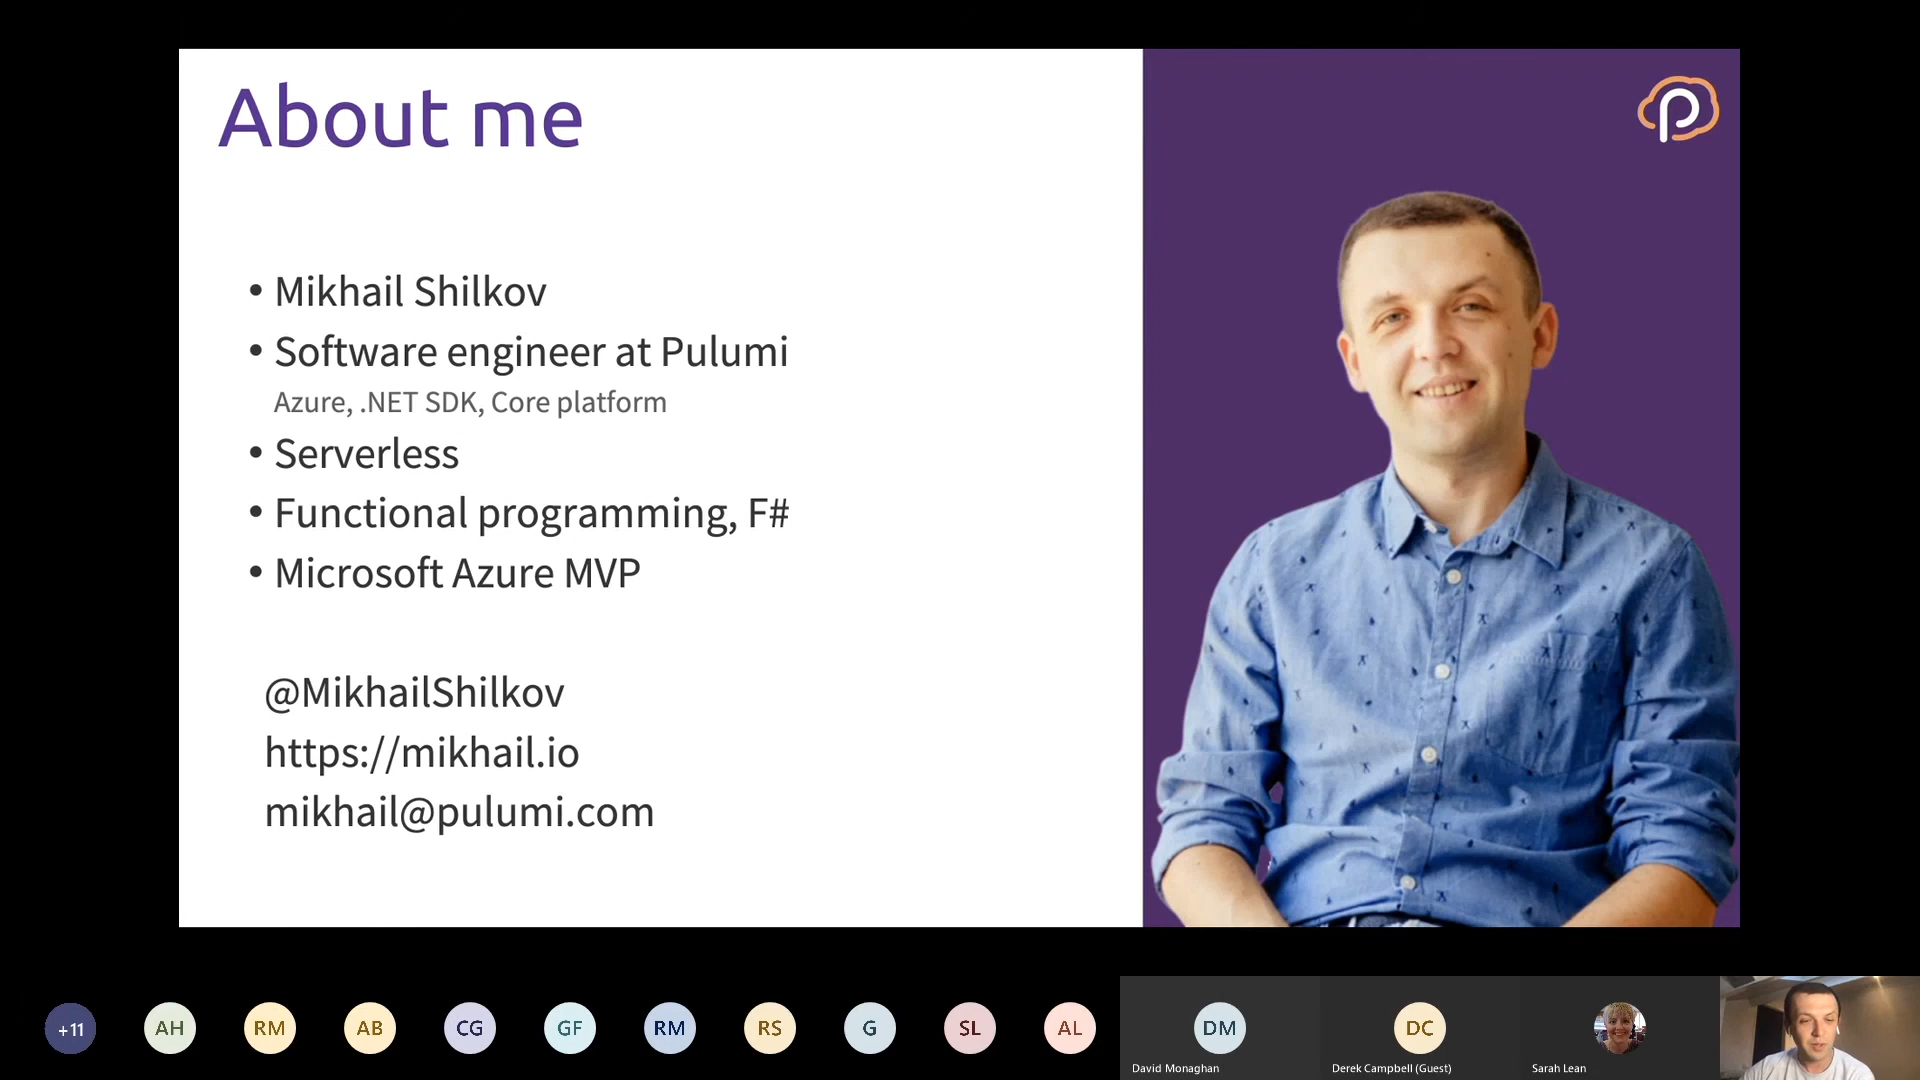 About me
• Mikhail Shilkov
• Software engineer at Pulumi
Azure, .NET SDK, Core platform
• Serverless
• Functional programming, F#
• Microsoft Azure MVP
@MikhailShilkov
https://mikhail.io
mikhail@pulumi.com
+11
AH
RM
AB
CG
GF
RM
RS
G
SL
AL
DM
DC
David Monaghan
Derek Campbell (Guest)
Sarah Lean